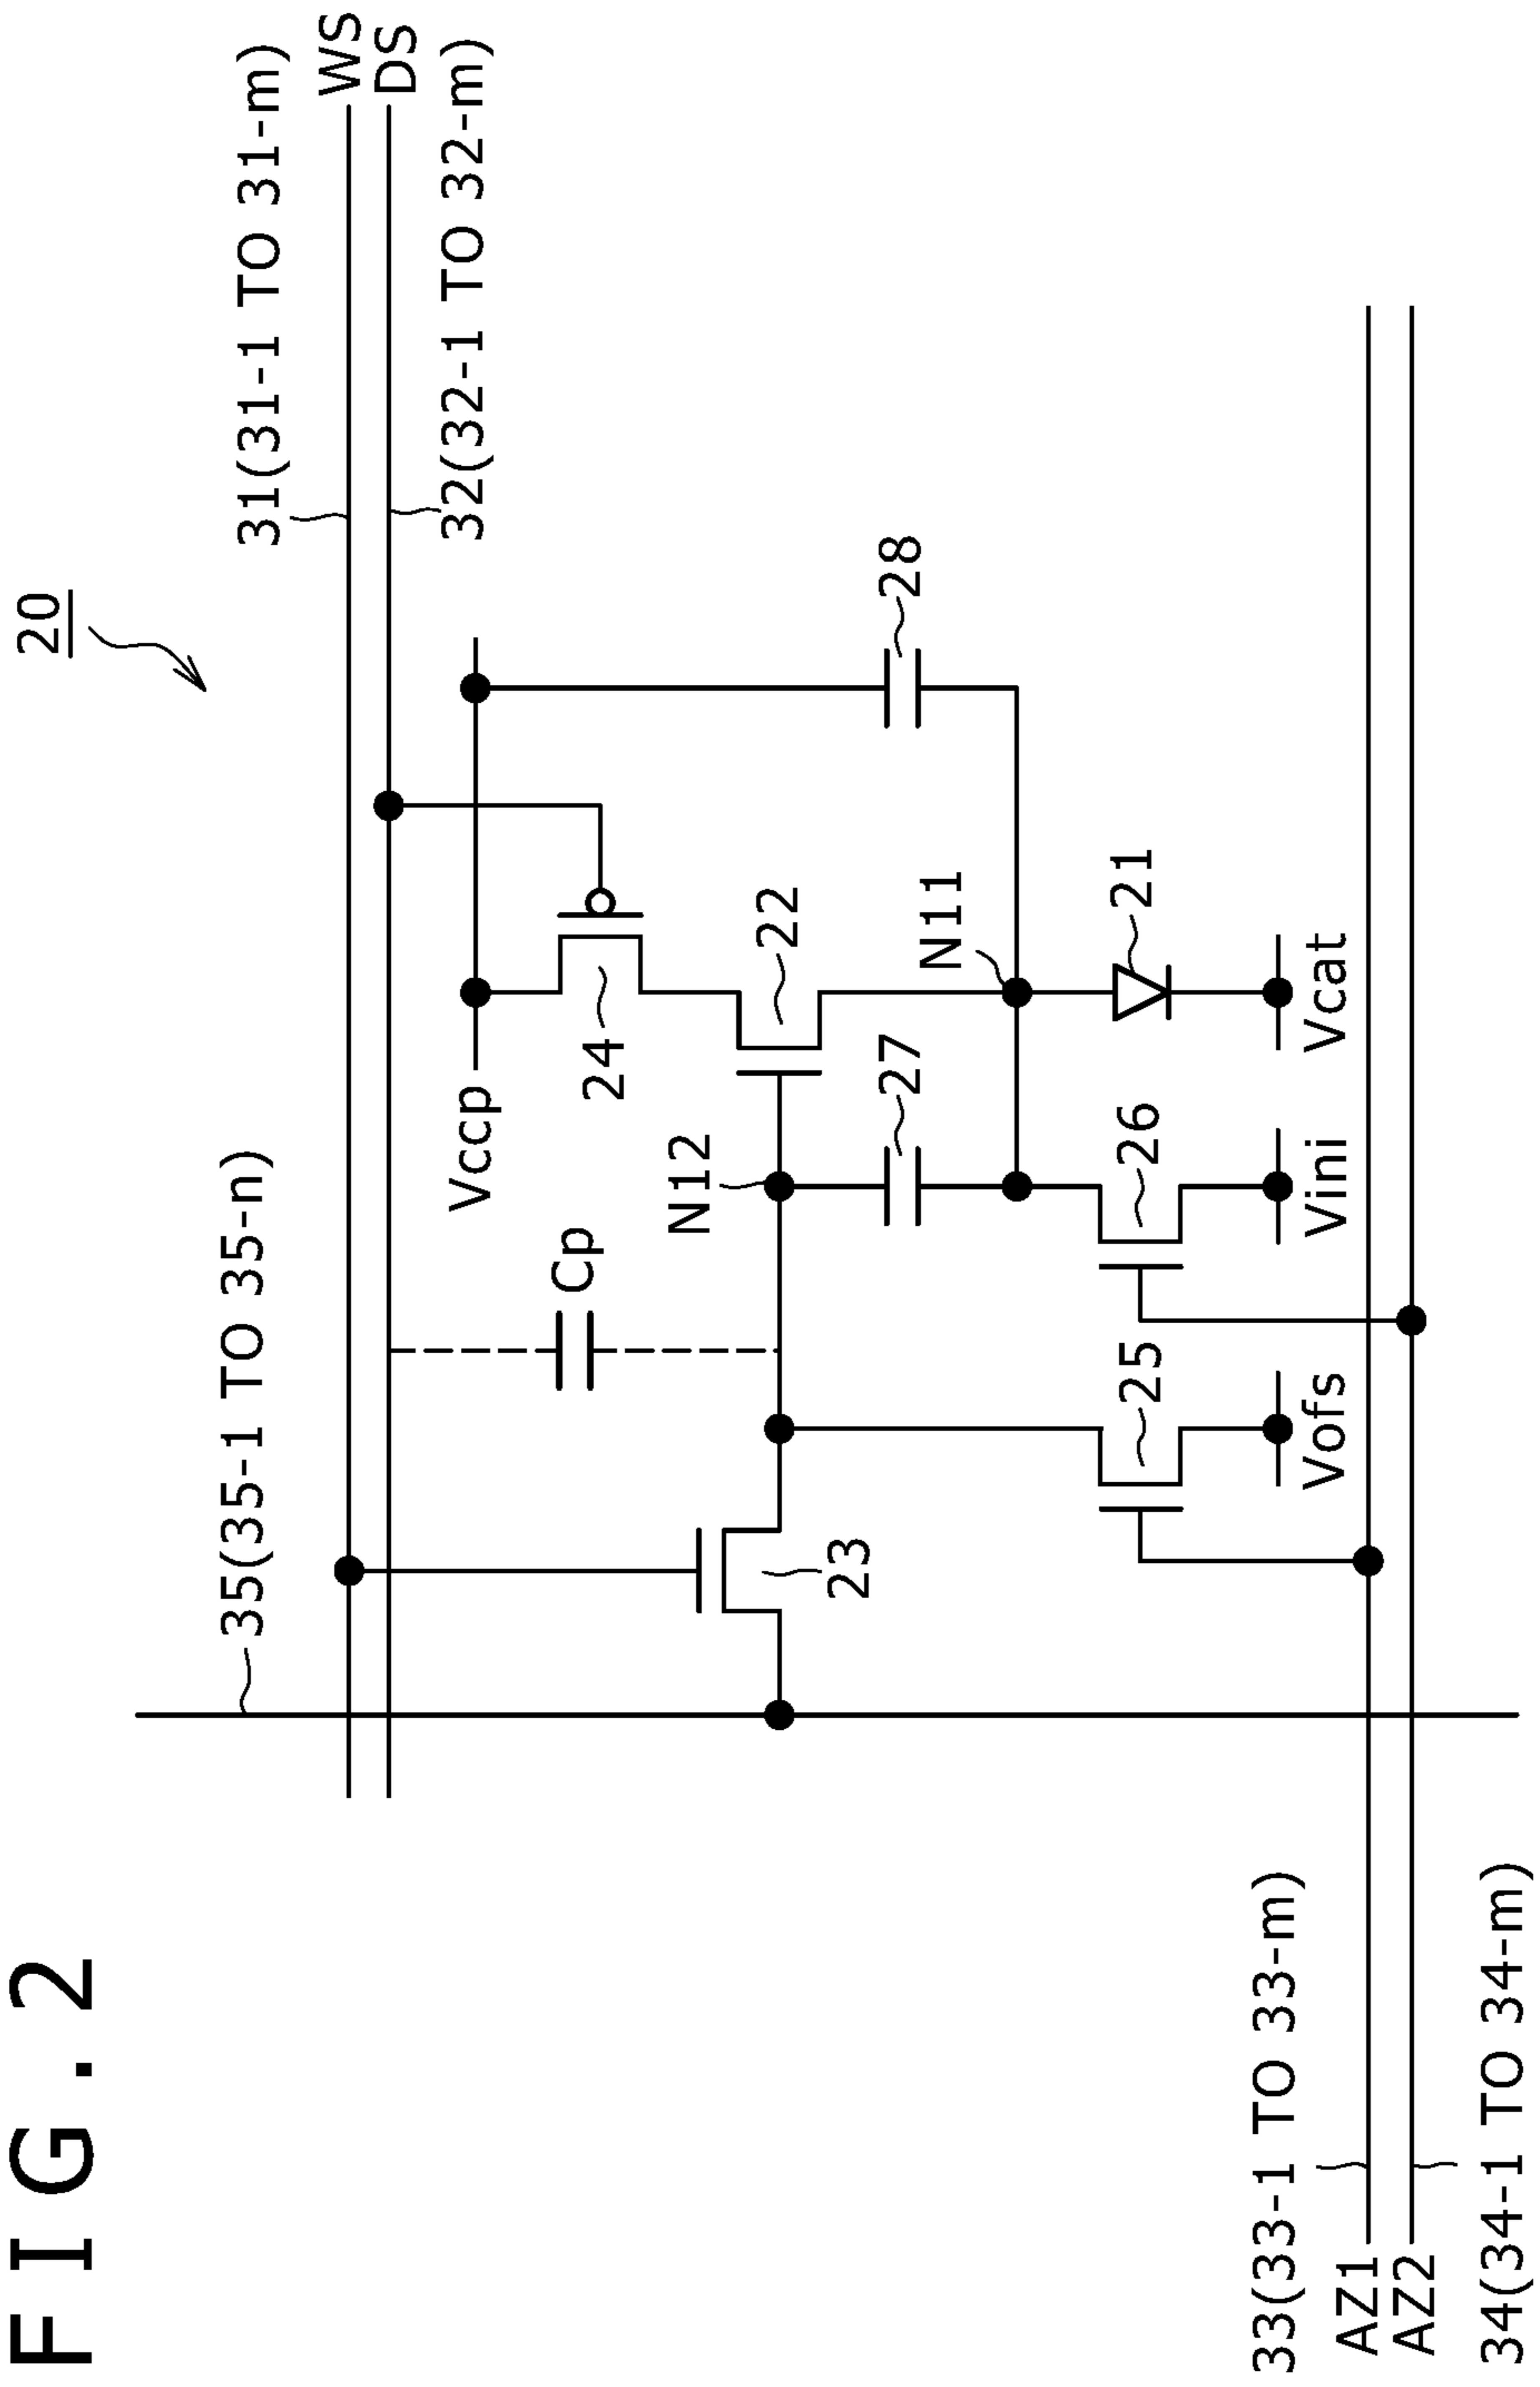 FIG.2
20
35(35-1 TO 35-n)
31(31-1 TO 31-m)
WS
DS
32(32-1 TO 32-m)
Vccp
24
Cp
N12
22
23
27
28
N11
25
26
21
Vofs
Vini
Vcat
33(33-1 TO 33-m)
AZ1
AZ2
34(34-1 TO 34-m)